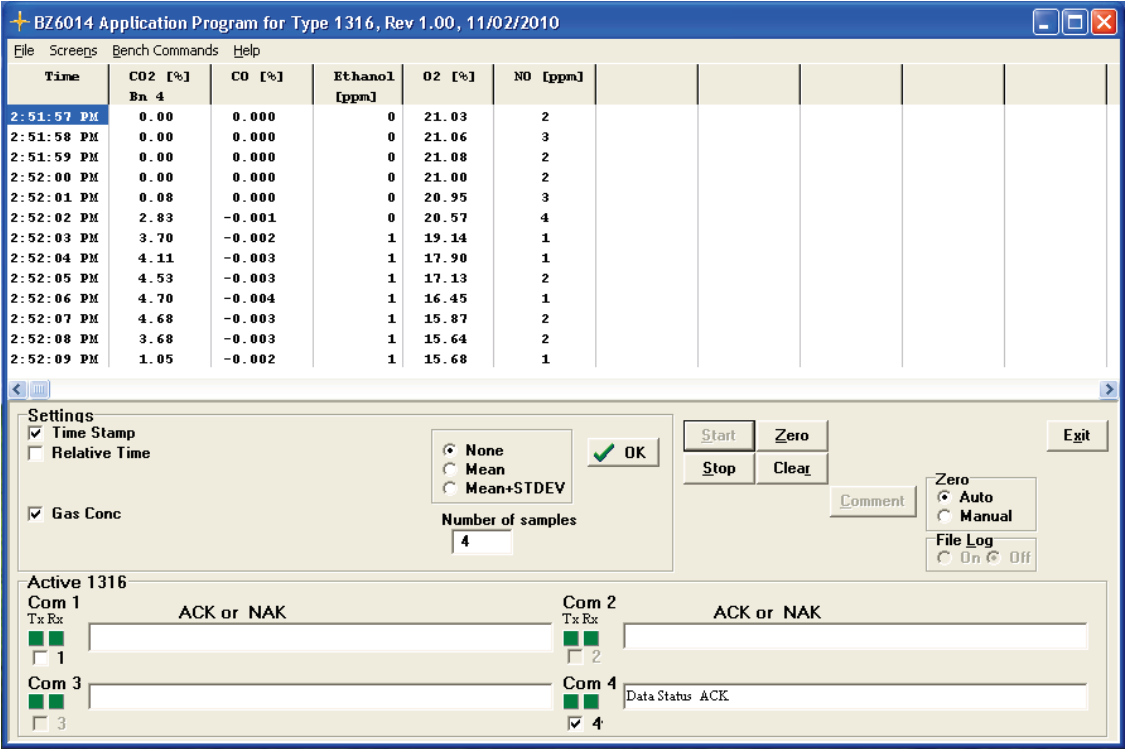 BZ6014 Application Program for Type 1316, Rev 1.00, 11/02/2010
File Screens Bench Commands Help
Time CO2 [%] CO [%] Ethanol O2 [%] NO [ppm]
Bn 4 [ppm]
2:51:57 PM 0.00 0.000 0 21.03 2
2:51:58 PM 0.00 0.000 0 21.06 3
2:51:59 PM 0.00 0.000 0 21.08 2
2:52:00 PM 0.00 0.000 0 21.00 2
2:52:01 PM 0.08 0.000 0 20.95 3
2:52:02 PM 2.83 -0.001 0 20.57 4
2:52:03 PM 3.70 -0.002 1 19.14 1
2:52:04 PM 4.11 -0.003 1 17.90 1
2:52:05 PM 4.53 -0.003 1 17.13 2
2:52:06 PM 4.70 -0.004 1 16.45 1
2:52:07 PM 4.68 -0.003 1 15.87 2
2:52:08 PM 3.68 -0.003 1 15.64 2
2:52:09 PM 1.05 -0.002 1 15.68 1
Settings
Time Stamp
Relative Time
Gas Conc
None
Mean
Mean+STDEV
OK
Number of samples
4
Start Zero
Stop Clear
Comment
Exit
Zero
Auto
Manual
File Log
On Off
Active 1316
Com 1 ACK or NAK
Tx Rx
1
Com 2 ACK or NAK
Tx Rx
2
Com 3
3
Com 4 Data Status ACK
4